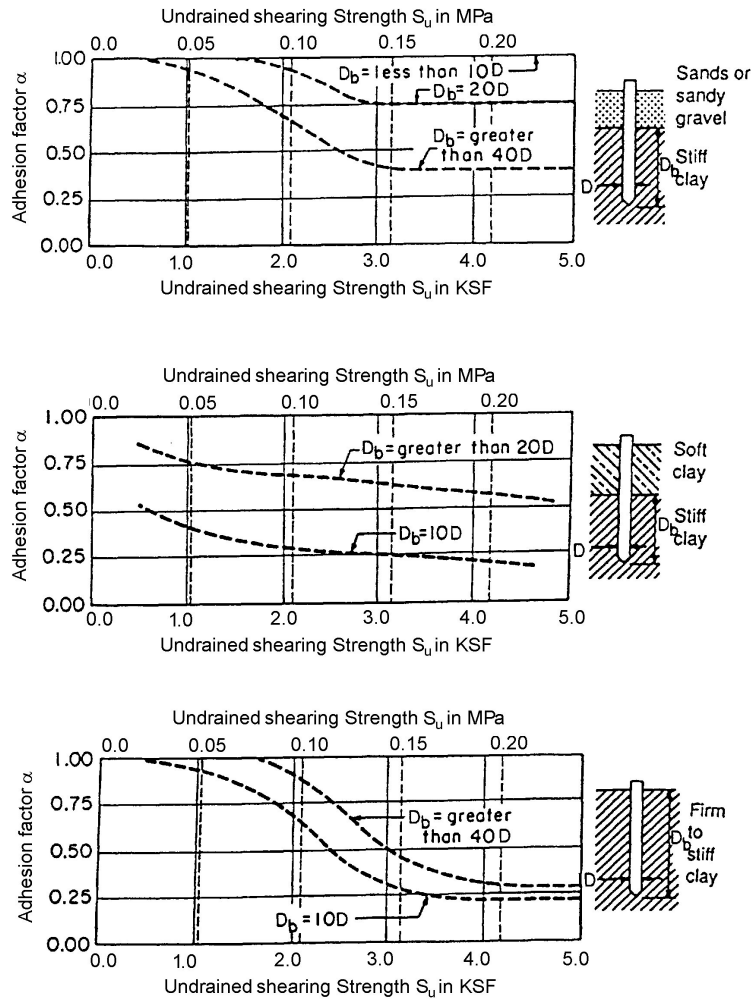 Undrained shearing Strength Su in MPa
0.0 0.05 0.10 0.15 0.20
Adhesion factor α
1.00
0.75
0.50
0.25
0.00
Db = less than 10D
Db = 20D
Db = greater
than 40D
0.0 1.0 2.0 3.0 4.0 5.0
Undrained shearing Strength Su in KSF
Sands or
sandy
gravel
Db Stiff
clay
D
Undrained shearing Strength Su in MPa
0.0 0.05 0.10 0.15 0.20
Adhesion factor α
1.00
0.75
0.50
0.25
0.00
Db = greater than 20D
Db = 10D
0.0 1.0 2.0 3.0 4.0 5.0
Undrained shearing Strength Su in KSF
Soft
clay
Db Stiff
clay
D
Undrained shearing Strength Su in MPa
0.0 0.05 0.10 0.15 0.20
Adhesion factor α
1.00
0.75
0.50
0.25
0.00
Db = greater
than 40D
Db = 10D
0.0 1.0 2.0 3.0 4.0 5.0
Undrained shearing Strength Su in KSF
Firm
Db to
stiff
clay
D